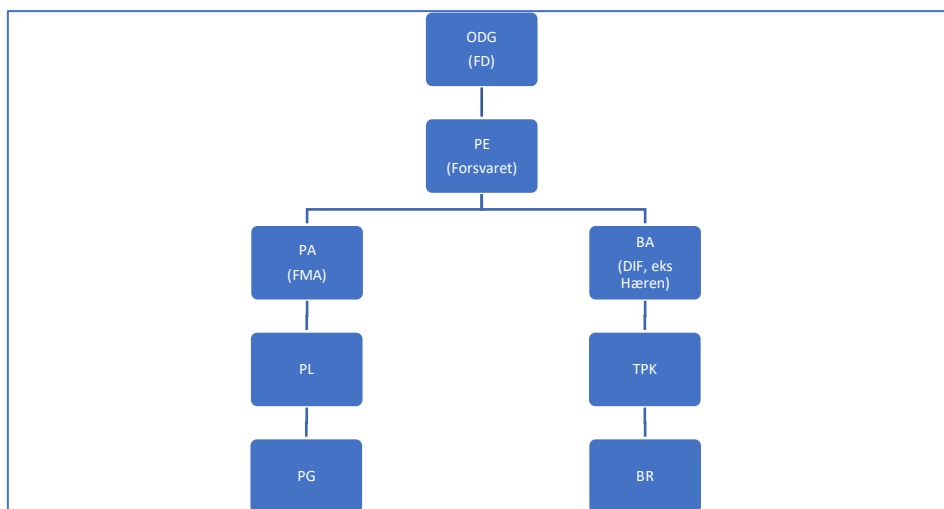 ODG
(FD)
PE
(Forsvaret)
PA
(FMA)
BA
(DIF, eks
Hæren)
PL
TPK
PG
BR